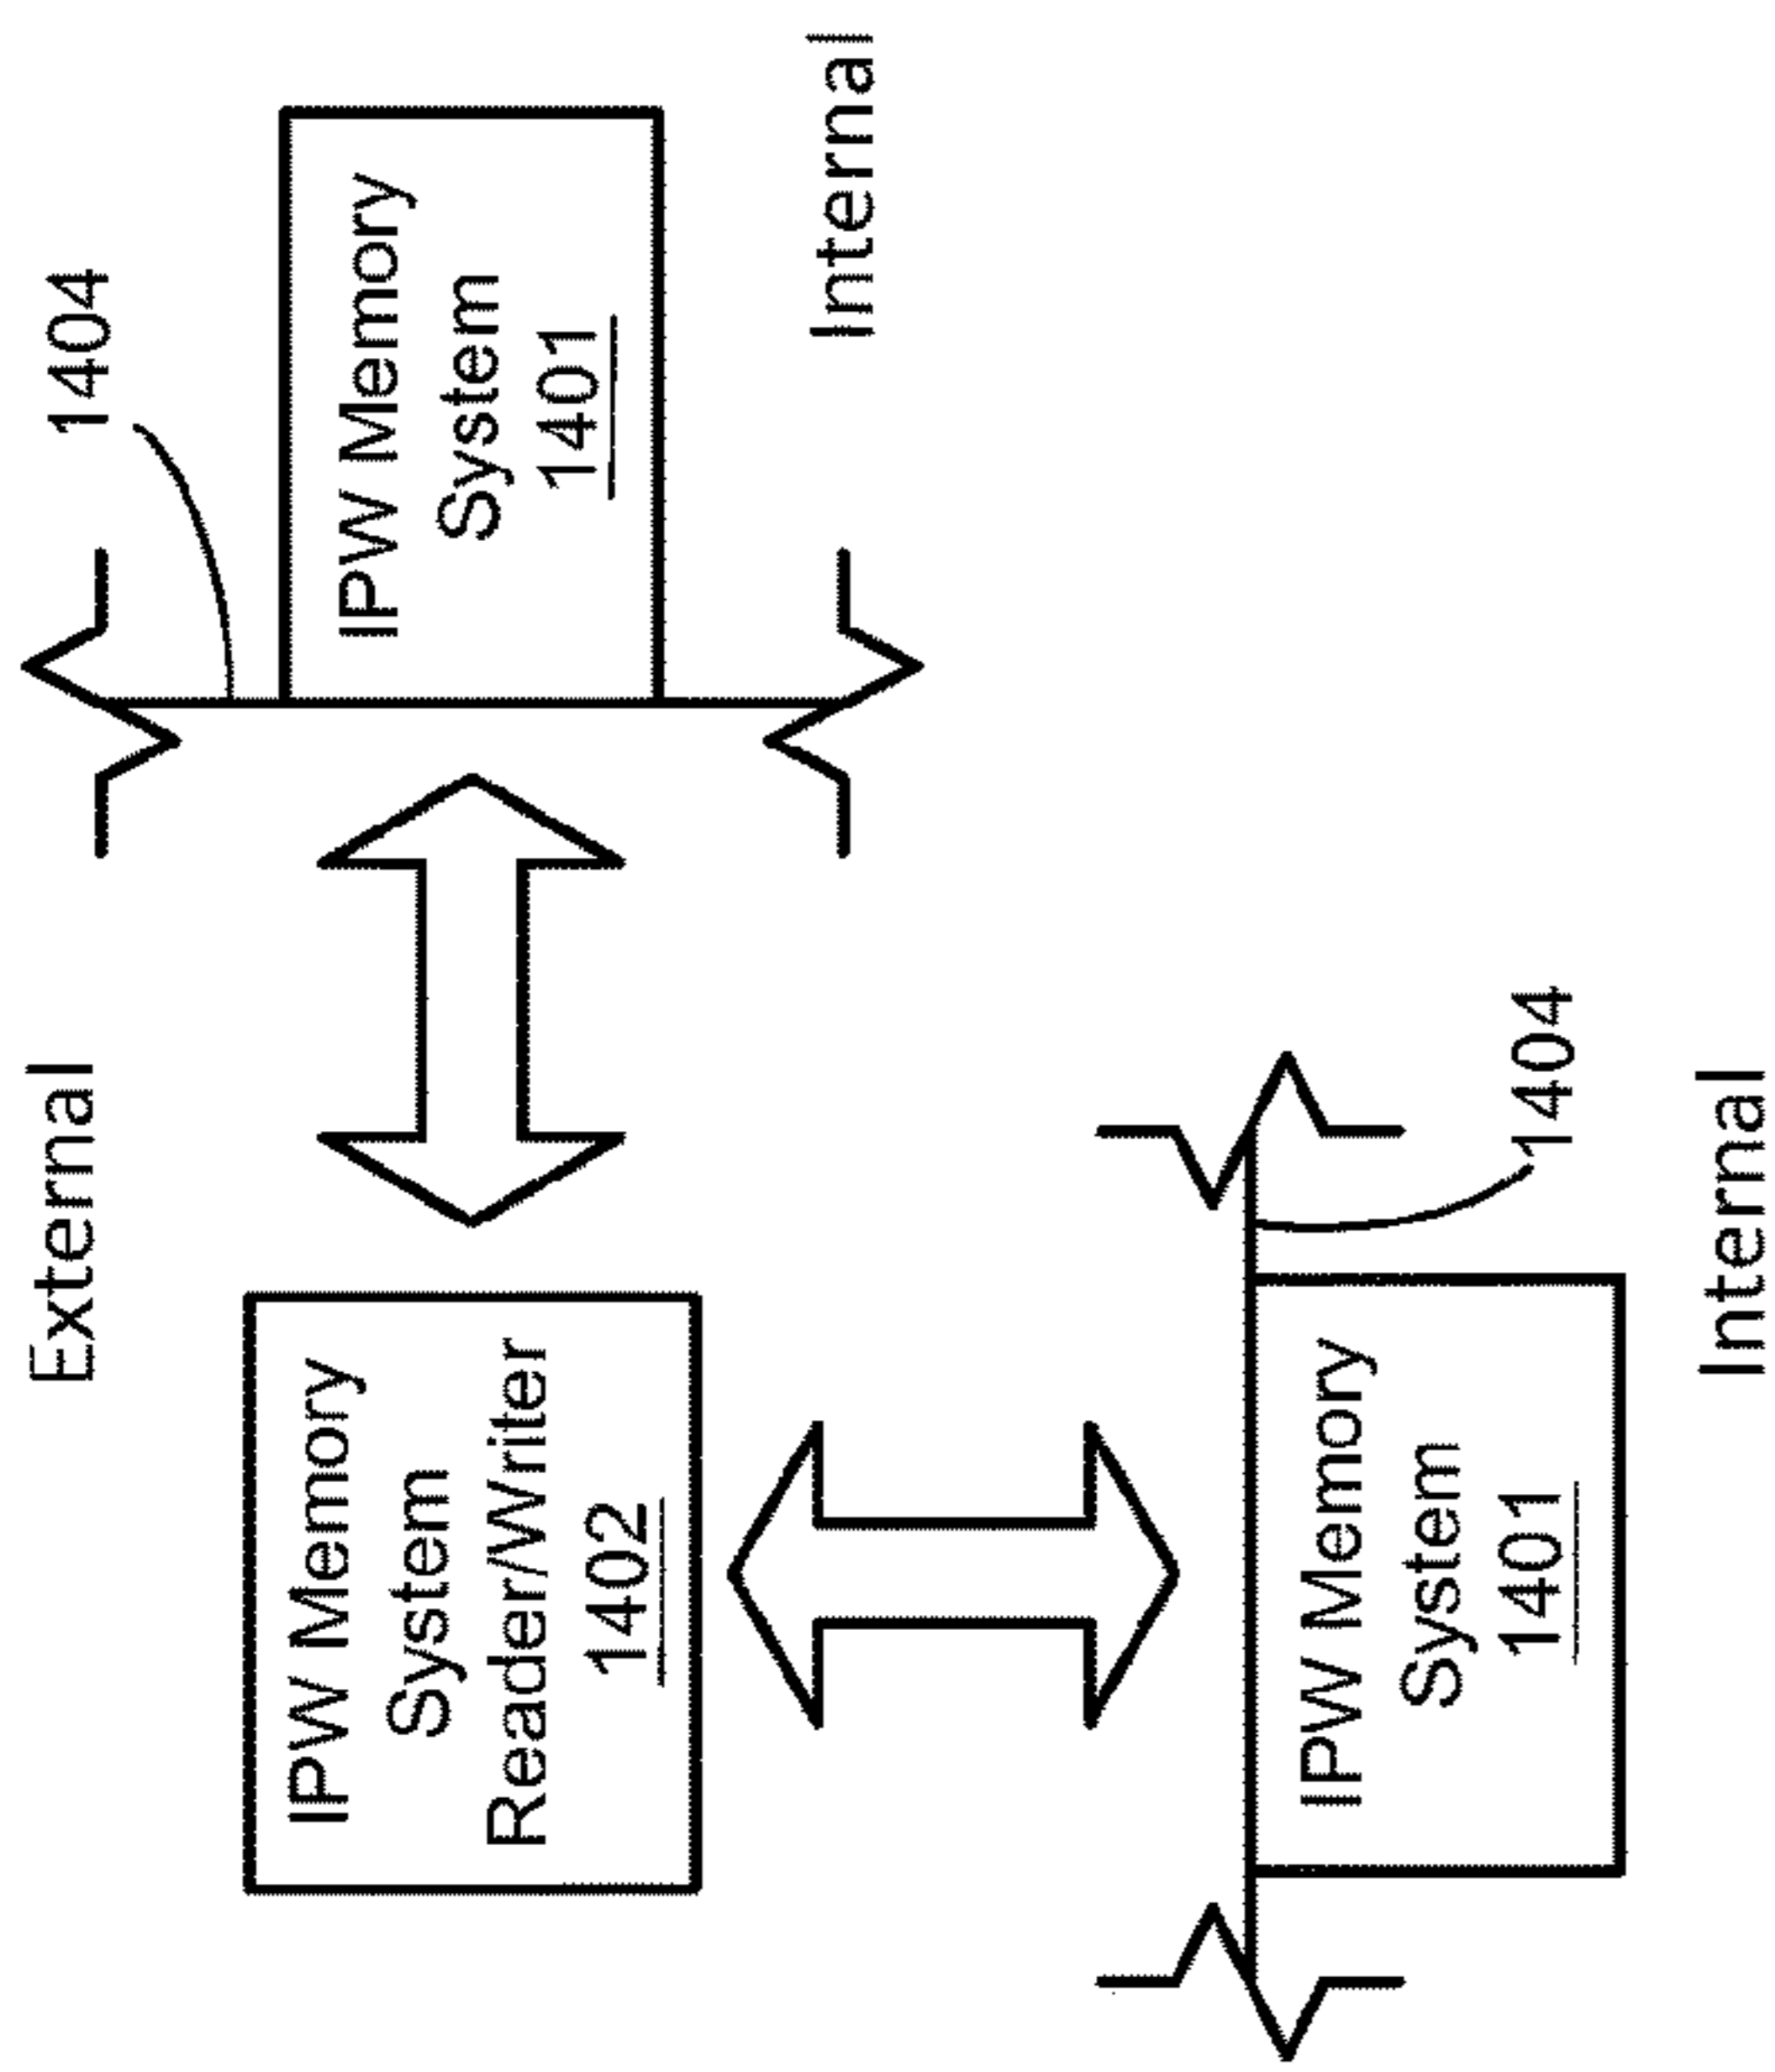 External
1404
IPW Memory
System
Reader/Writer
1402
IPW Memory
System
1401
Internal
IPW Memory
System
1401
1404
Internal